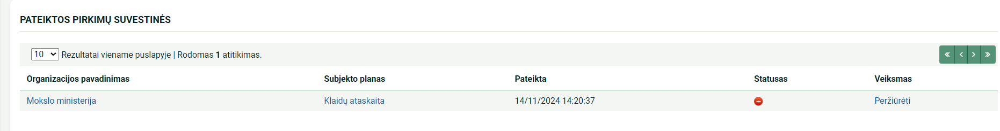 PATEIKTOS PIRKIMŲ SUVESTINĖS
10 Rezultatai viename puslapyje | Rodomas 1 atitikimas.
Organizacijos pavadinimas Subjekto planas Pateikta Statusas Veiksmas
Mokslo ministerija Klaidų ataskaita 14/11/2024 14:20:37 Peržiūrėti